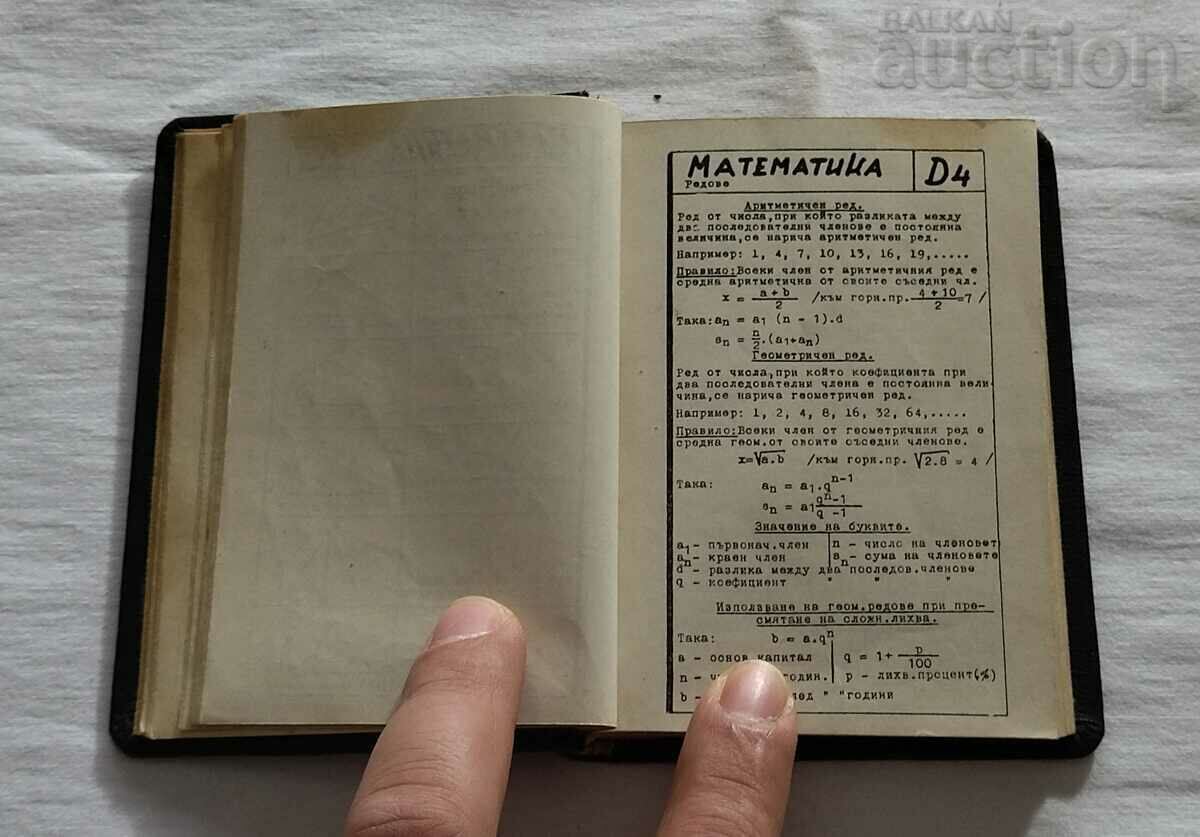 BALKAN
auction
МАТЕМАТИКА D4
Редове
Аритметичен ред.
Ред от числа,при който разликата между
два последователни членове е постоянна
величина,се нарича аритметичен ред.
Например: 1, 4, 7, 10, 13, 16, 19,.....
Правило:Всеки член от аритметичния ред е
средна аритметична от своите съседни чл.
x = a + b / 2 /към горн.пр. 4 + 10 / 2 =7 /
Така: an = a1 (n - 1).d
sn = n/2 .(a1+an)
Геометричен ред.
Ред от числа,при който коефициента при
два последователни члена е постоянна вели-
чина,се нарича геометричен ред.
Например: 1, 2, 4, 8, 16, 32, 64,.....
Правило:Всеки член от геометричния ред е
средна геом.от своите съседни членове.
x=√a.b /към горн.пр. √2.8 = 4 /
Така: an = a1.q^n-1
sn = a1 q^n-1 / q -1
Значение на буквите.
a1- първонач.член n - число на членовет
an- краен член sn- сума на членовете
d - разлика между два последов.членове
q - коефициент " " "
Използване на геом.редове при пре-
смятане на сложн.лихва.
Така: b = a.q^n
a - основ капитал q = 1+ p/100
n - годин. p - лихв.процент(%)
b - " "години